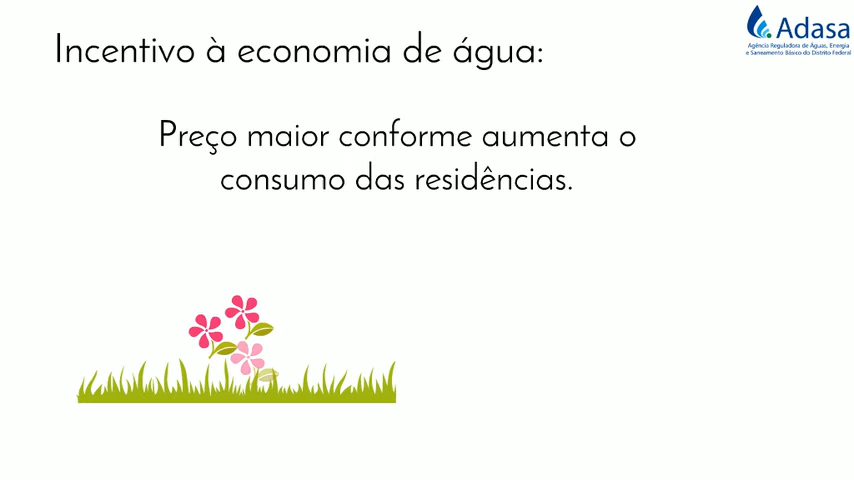 Incentivo à economia de água:
Adasa
Agência Reguladora de Águas, Energia
e Saneamento Básico do Distrito Federal
Preço maior conforme aumenta o
consumo das residências.